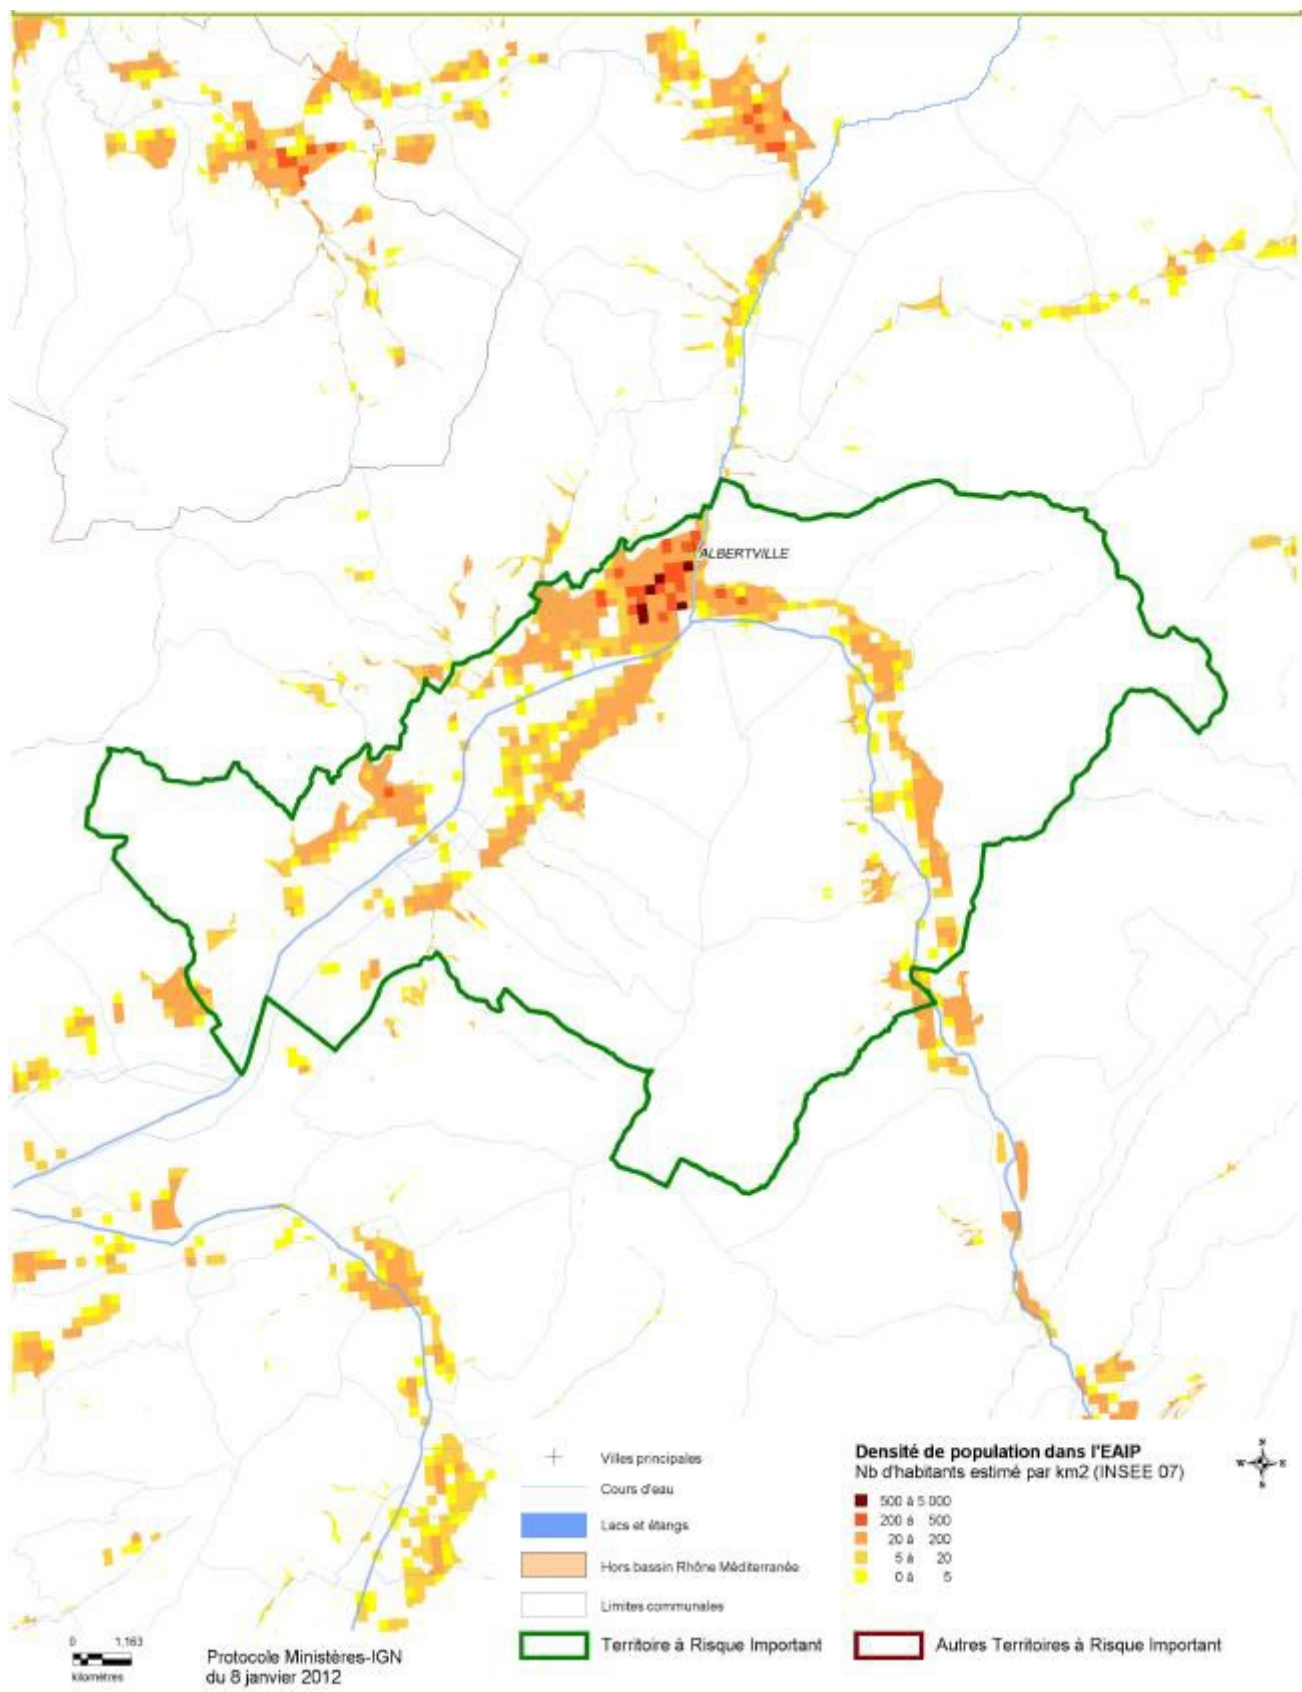 ALBERTVILLE
Villes principales
Cours d'eau
Lacs et étangs
Hors bassin Rhône Méditerranée
Limites communales
Territoire à Risque Important
Densité de population dans l'EAIP
Nb d'habitants estimé par km2 (INSEE 07)
500 à 5 000
200 à 500
20 à 200
5 à 20
0 à 5
Autres Territoires à Risque Important
N
W E
S
0 1,163
kilomètres
Protocole Ministères-IGN
du 8 janvier 2012